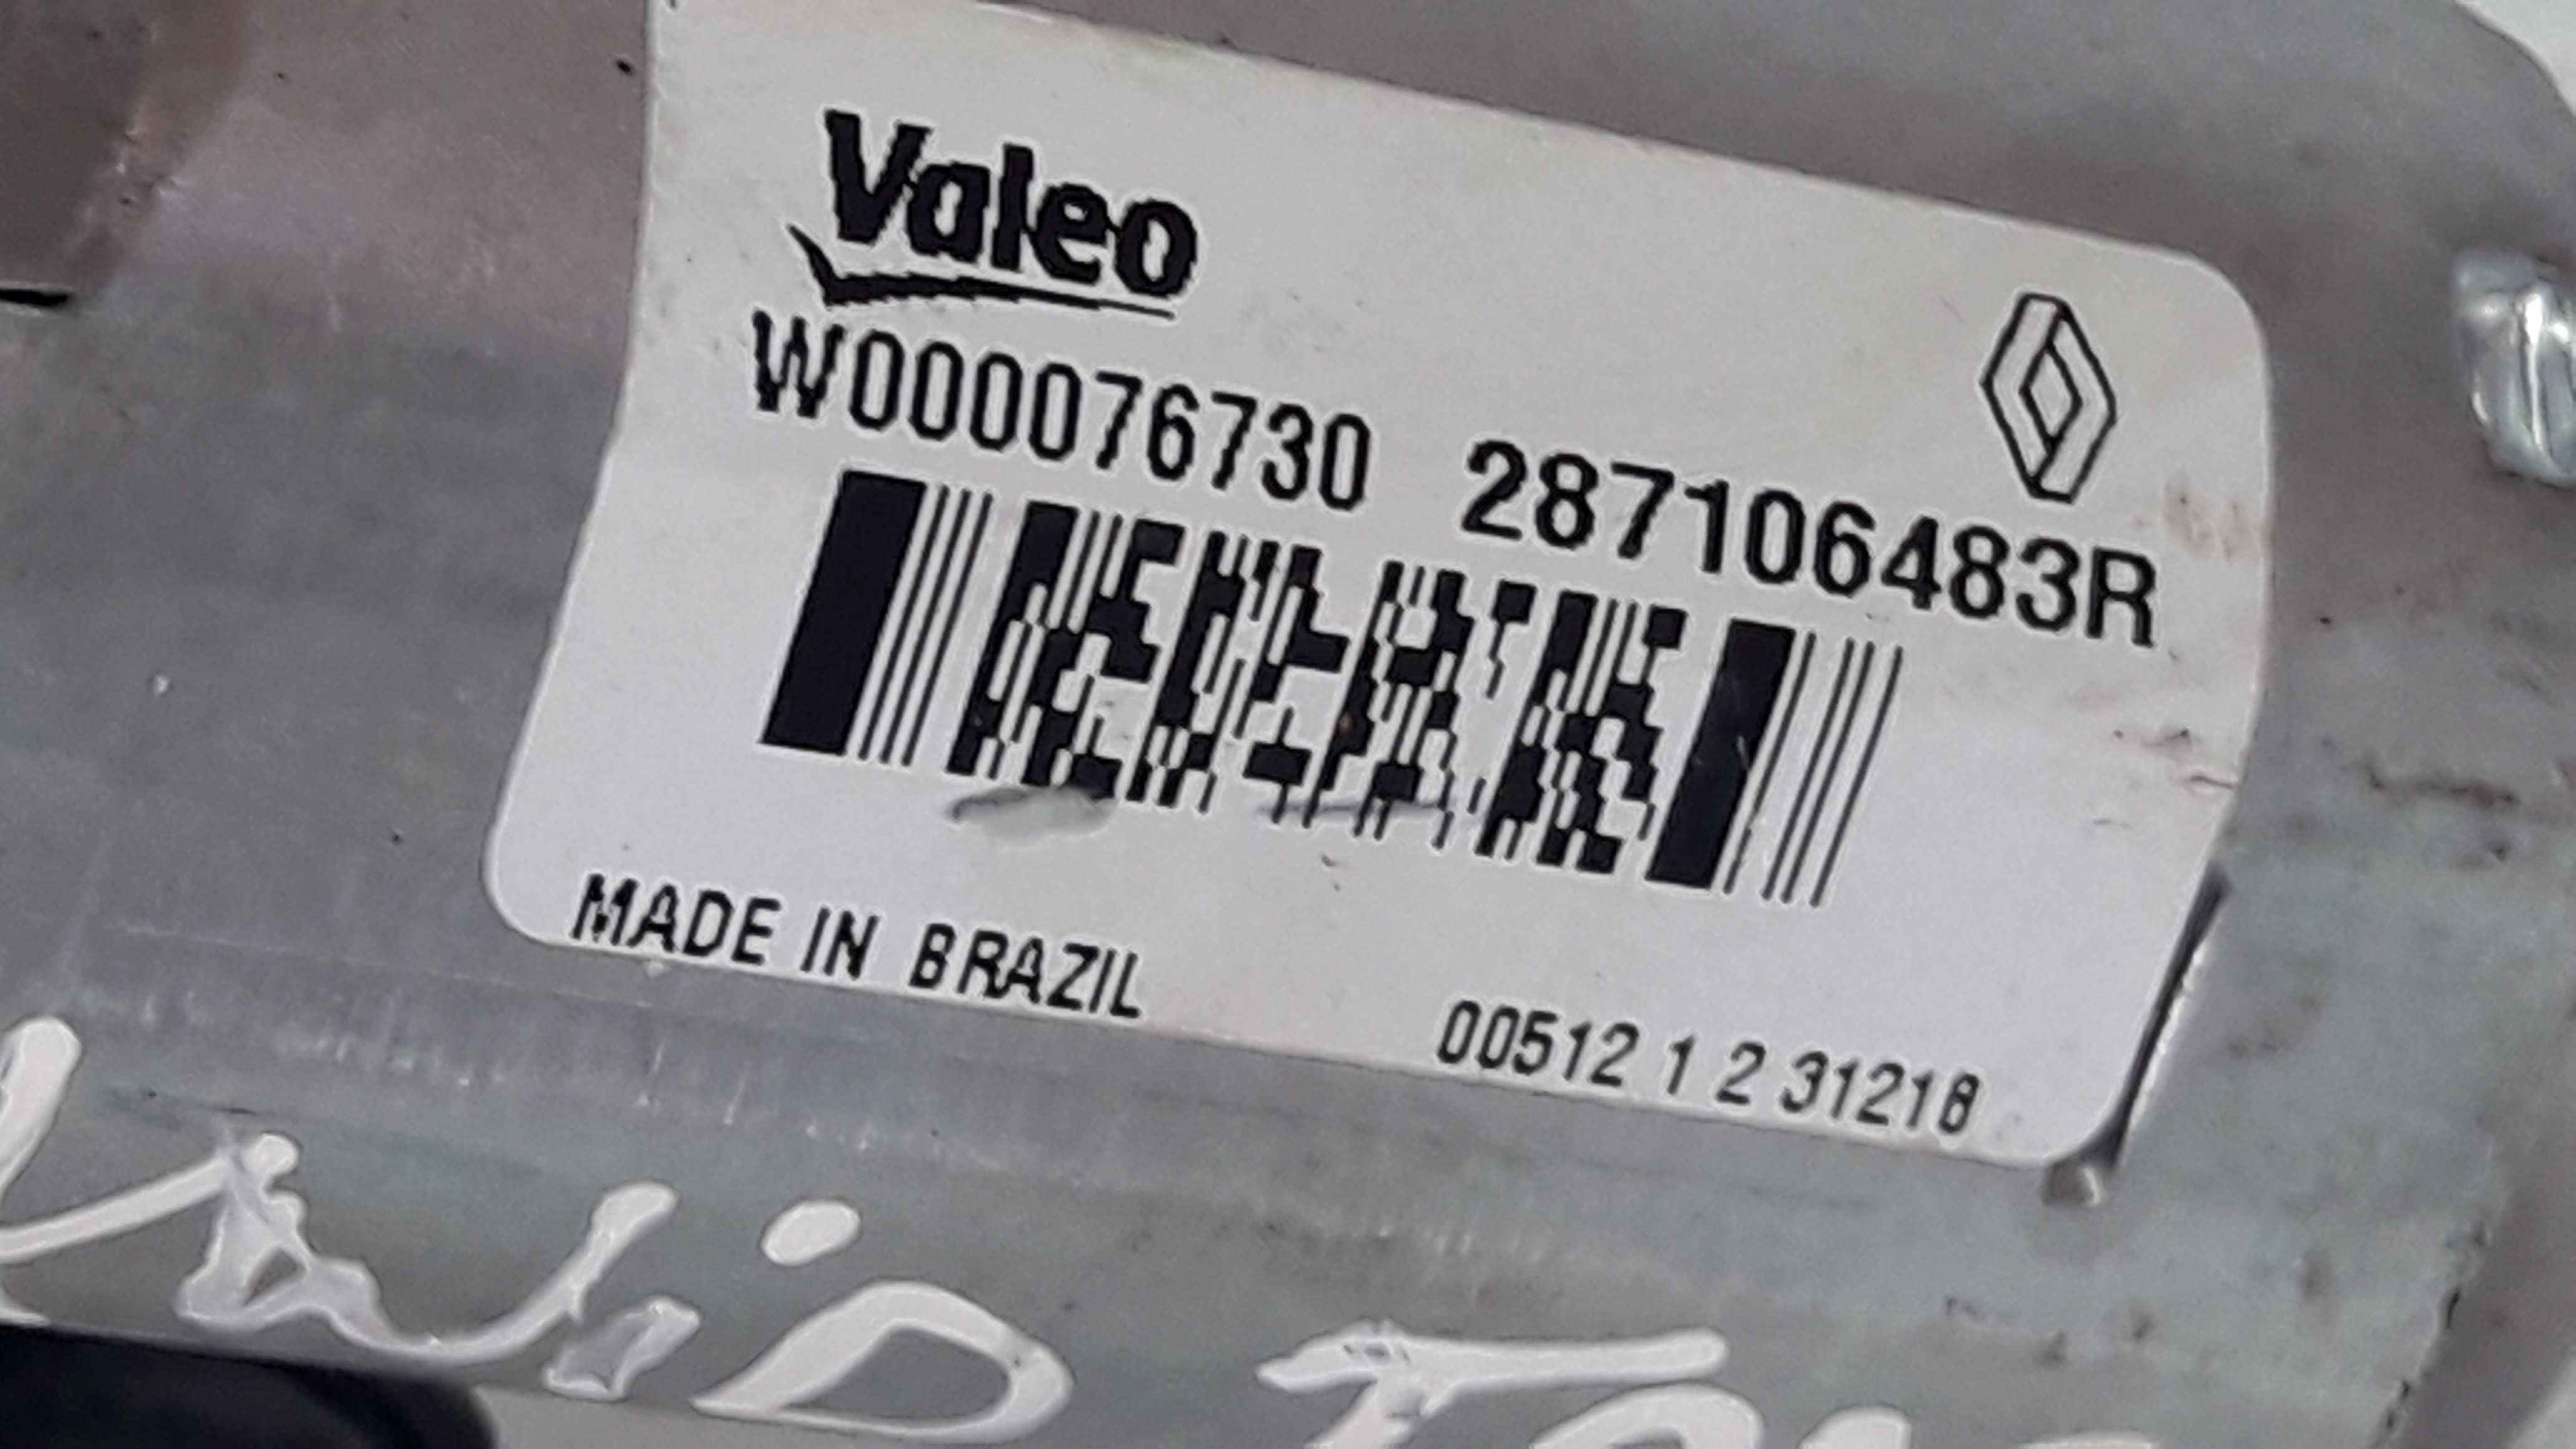 Valeo
W000076730 287106483R
MADE IN BRAZIL
00512 1 2 31218